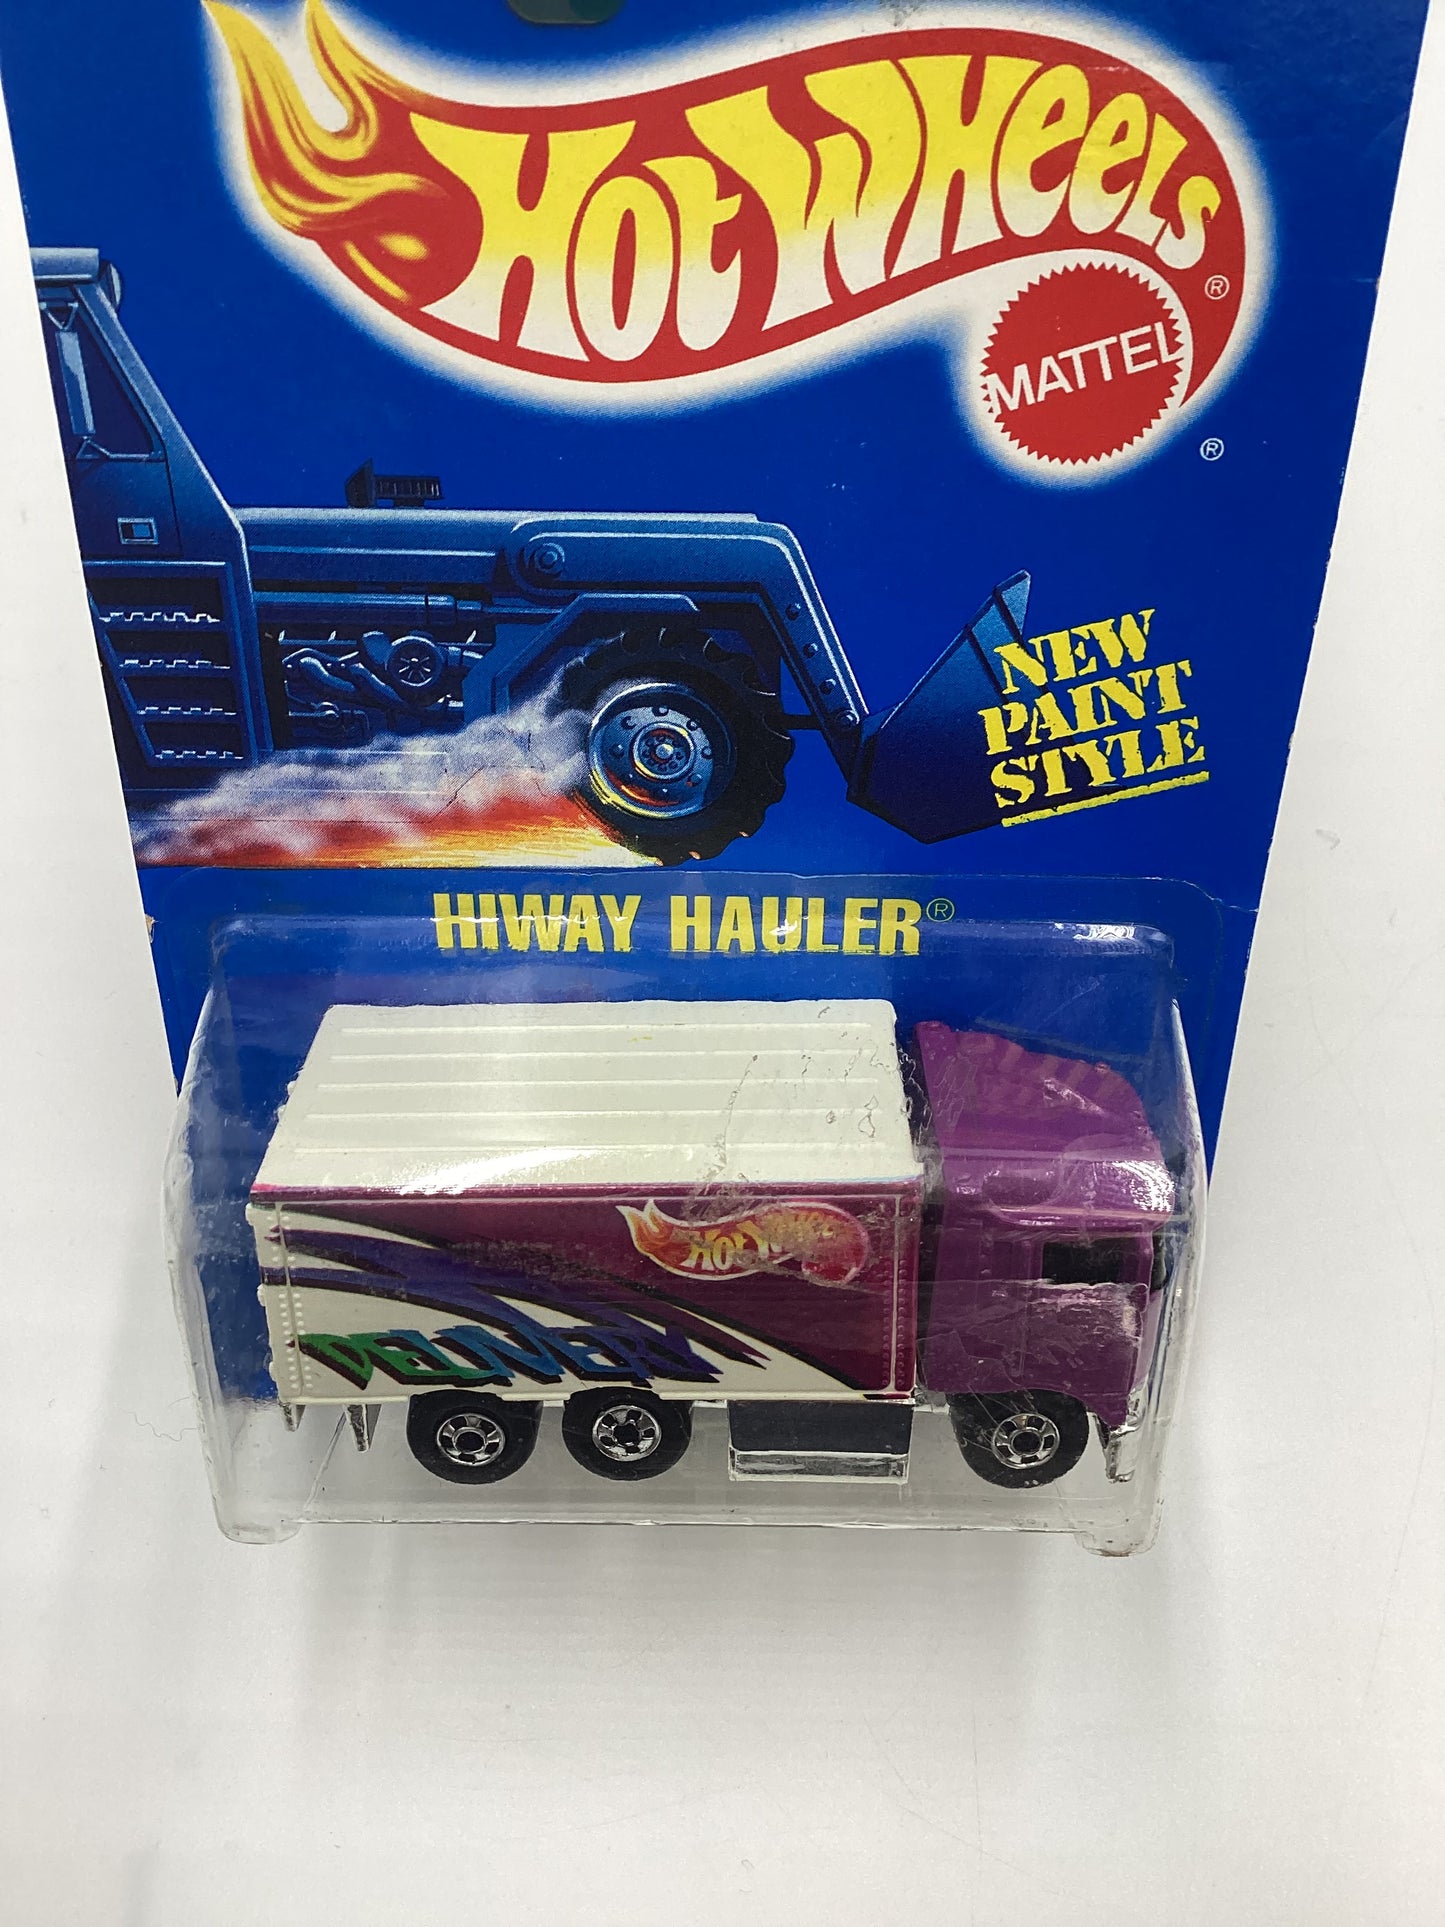 HOT WHEELS ®
MATTEL
®
NEW
PAINT
STYLE
HIWAY HAULER®
HOT WHEELS
DELIVERY